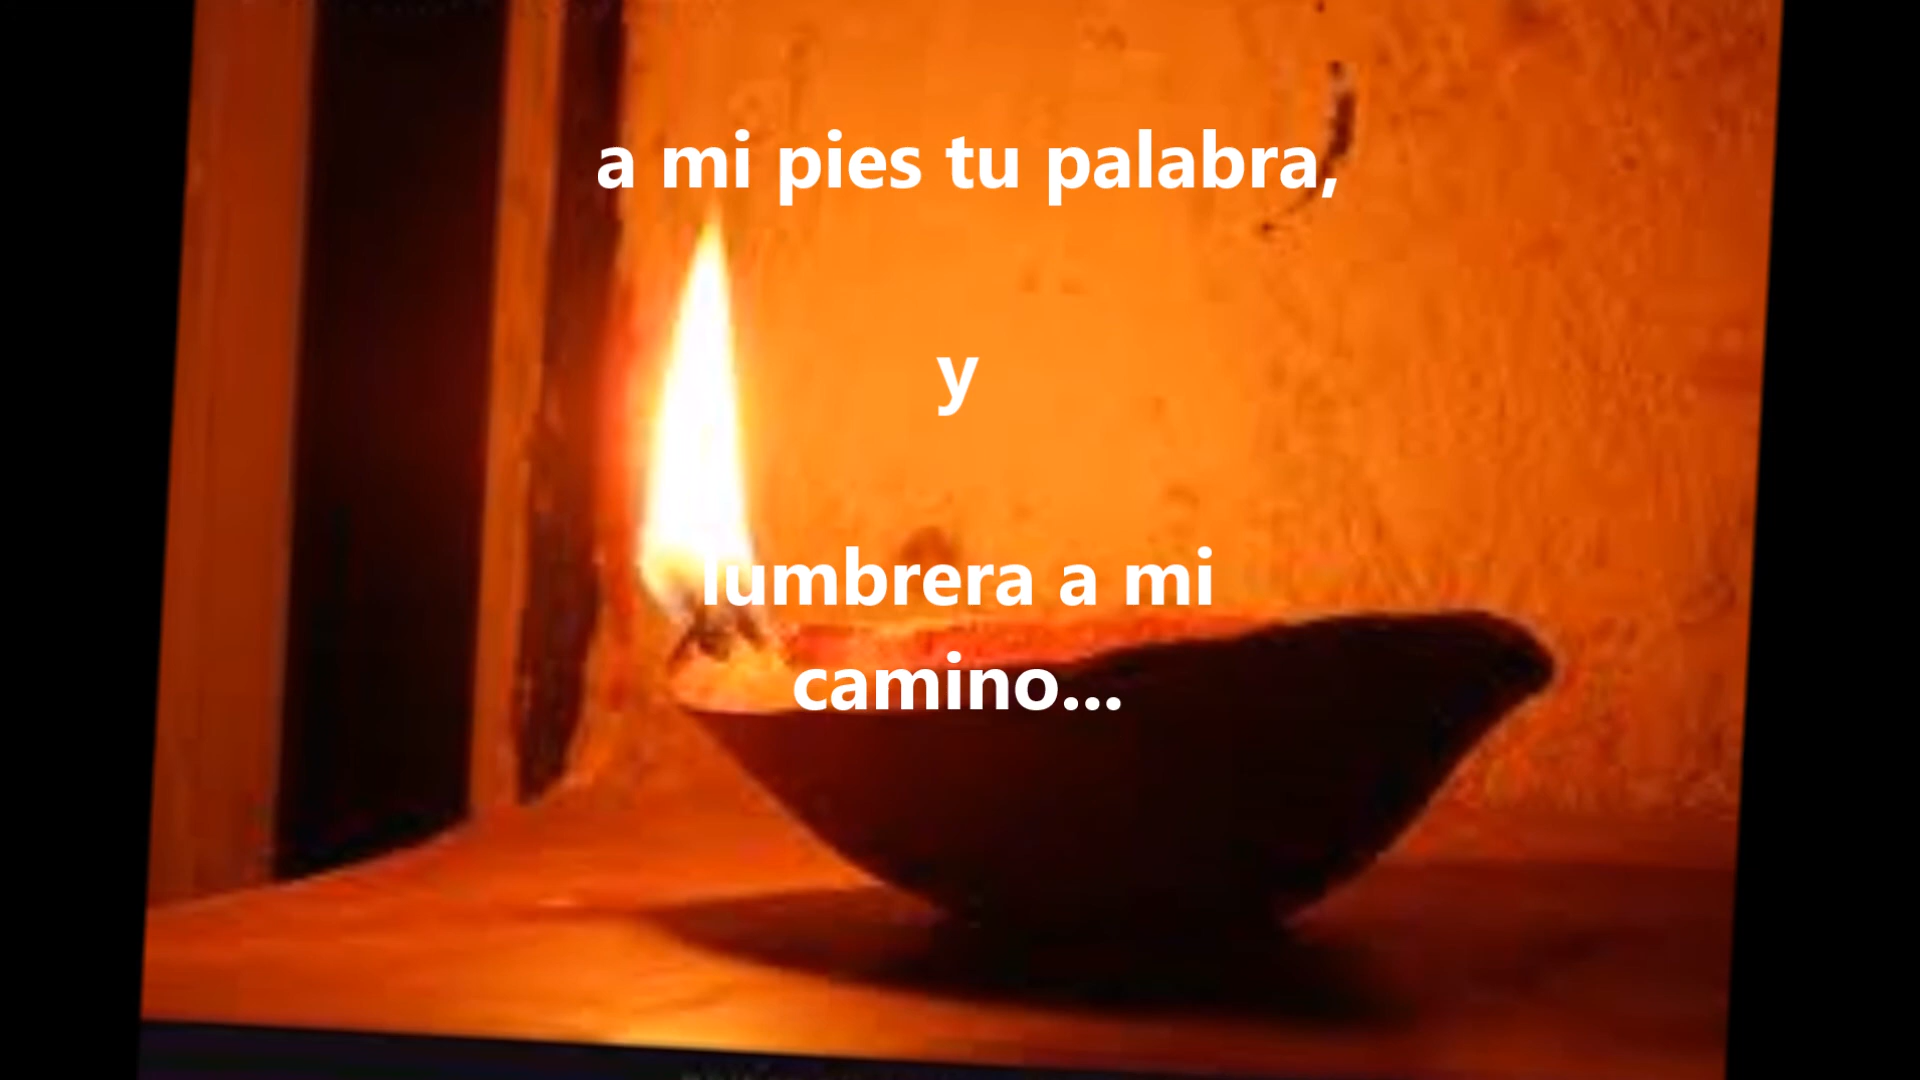 a mi pies tu palabra,
y
lumbrera a mi
camino...